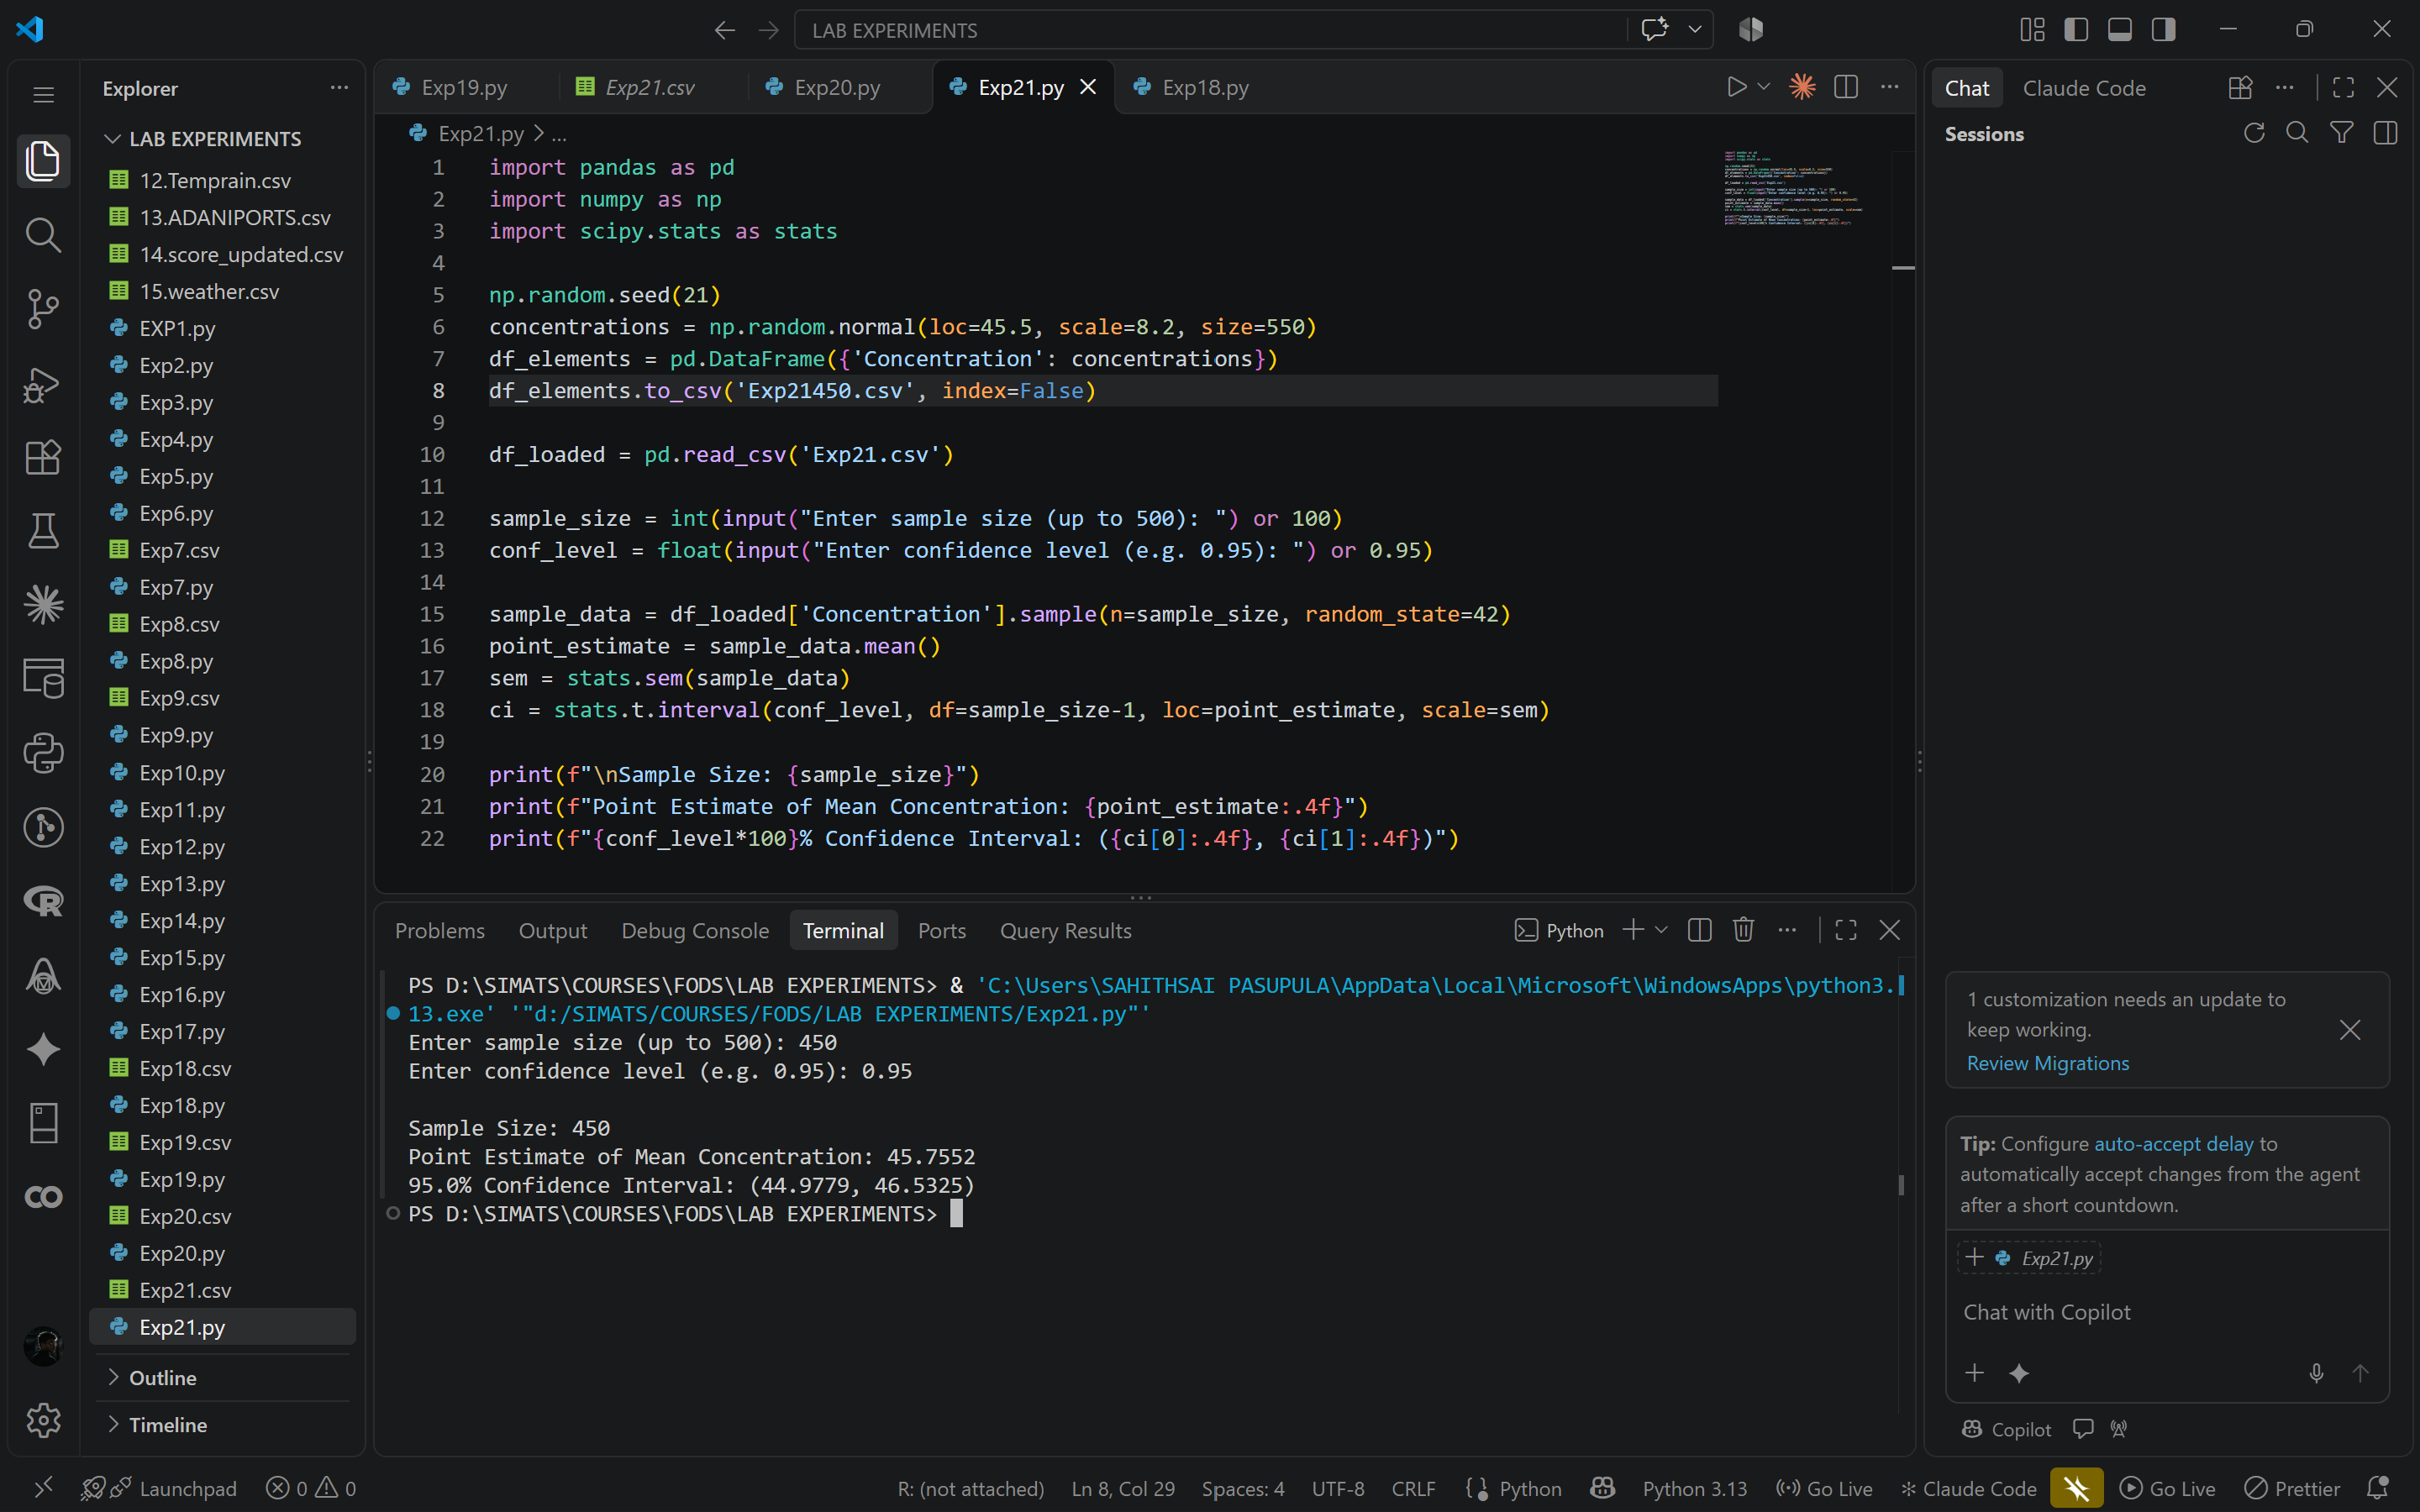 LAB EXPERIMENTS
Explorer
LAB EXPERIMENTS
12.Temprain.csv
13.ADANIPORTS.csv
14.score_updated.csv
15.weather.csv
EXP1.py
Exp2.py
Exp3.py
Exp4.py
Exp5.py
Exp6.py
Exp7.csv
Exp7.py
Exp8.csv
Exp8.py
Exp9.csv
Exp9.py
Exp10.py
Exp11.py
Exp12.py
Exp13.py
Exp14.py
Exp15.py
Exp16.py
Exp17.py
Exp18.csv
Exp18.py
Exp19.csv
Exp19.py
Exp20.csv
Exp20.py
Exp21.csv
Exp21.py
Outline
Timeline
Exp19.py Exp21.csv Exp20.py Exp21.py Exp18.py
Exp21.py > ...
1 import pandas as pd
2 import numpy as np
3 import scipy.stats as stats
4
5 np.random.seed(21)
6 concentrations = np.random.normal(loc=45.5, scale=8.2, size=550)
7 df_elements = pd.DataFrame({'Concentration': concentrations})
8 df_elements.to_csv('Exp21450.csv', index=False)
9
10 df_loaded = pd.read_csv('Exp21.csv')
11
12 sample_size = int(input("Enter sample size (up to 500): ") or 100)
13 conf_level = float(input("Enter confidence level (e.g. 0.95): ") or 0.95)
14
15 sample_data = df_loaded['Concentration'].sample(n=sample_size, random_state=42)
16 point_estimate = sample_data.mean()
17 sem = stats.sem(sample_data)
18 ci = stats.t.interval(conf_level, df=sample_size-1, loc=point_estimate, scale=sem)
19
20 print(f"\nSample Size: {sample_size}")
21 print(f"Point Estimate of Mean Concentration: {point_estimate:.4f}")
22 print(f"{conf_level*100}% Confidence Interval: ({ci[0]:.4f}, {ci[1]:.4f})")
Problems Output Debug Console Terminal Ports Query Results
Python
PS D:\SIMATS\COURSES\FODS\LAB EXPERIMENTS> & 'C:\Users\SAHITHSAI PASUPULA\AppData\Local\Microsoft\WindowsApps\python3.
13.exe' '"d:/SIMATS/COURSES/FODS/LAB EXPERIMENTS/Exp21.py"'
Enter sample size (up to 500): 450
Enter confidence level (e.g. 0.95): 0.95
Sample Size: 450
Point Estimate of Mean Concentration: 45.7552
95.0% Confidence Interval: (44.9779, 46.5325)
PS D:\SIMATS\COURSES\FODS\LAB EXPERIMENTS>
Chat Claude Code
Sessions
1 customization needs an update to
keep working.
Review Migrations
Tip: Configure auto-accept delay to
automatically accept changes from the agent
after a short countdown.
Exp21.py
Chat with Copilot
Copilot
Launchpad 0 0 R: (not attached) Ln 8, Col 29 Spaces: 4 UTF-8 CRLF Python Python 3.13 Go Live Claude Code Go Live Prettier